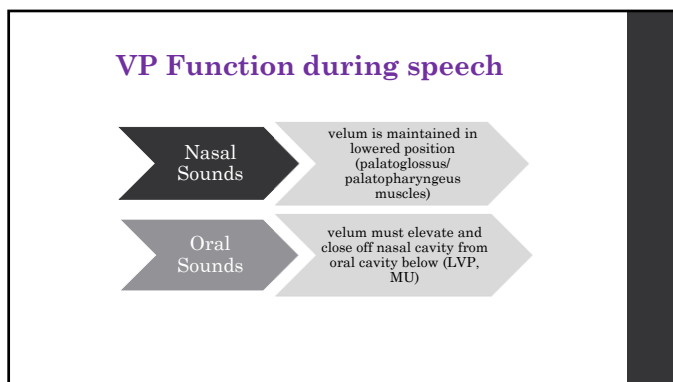 VP Function during speech
Nasal
Sounds
velum is maintained in
lowered position
(palatoglossus/
palatopharyngeus
muscles)
Oral
Sounds
velum must elevate and
close off nasal cavity from
oral cavity below (LVP,
MU)